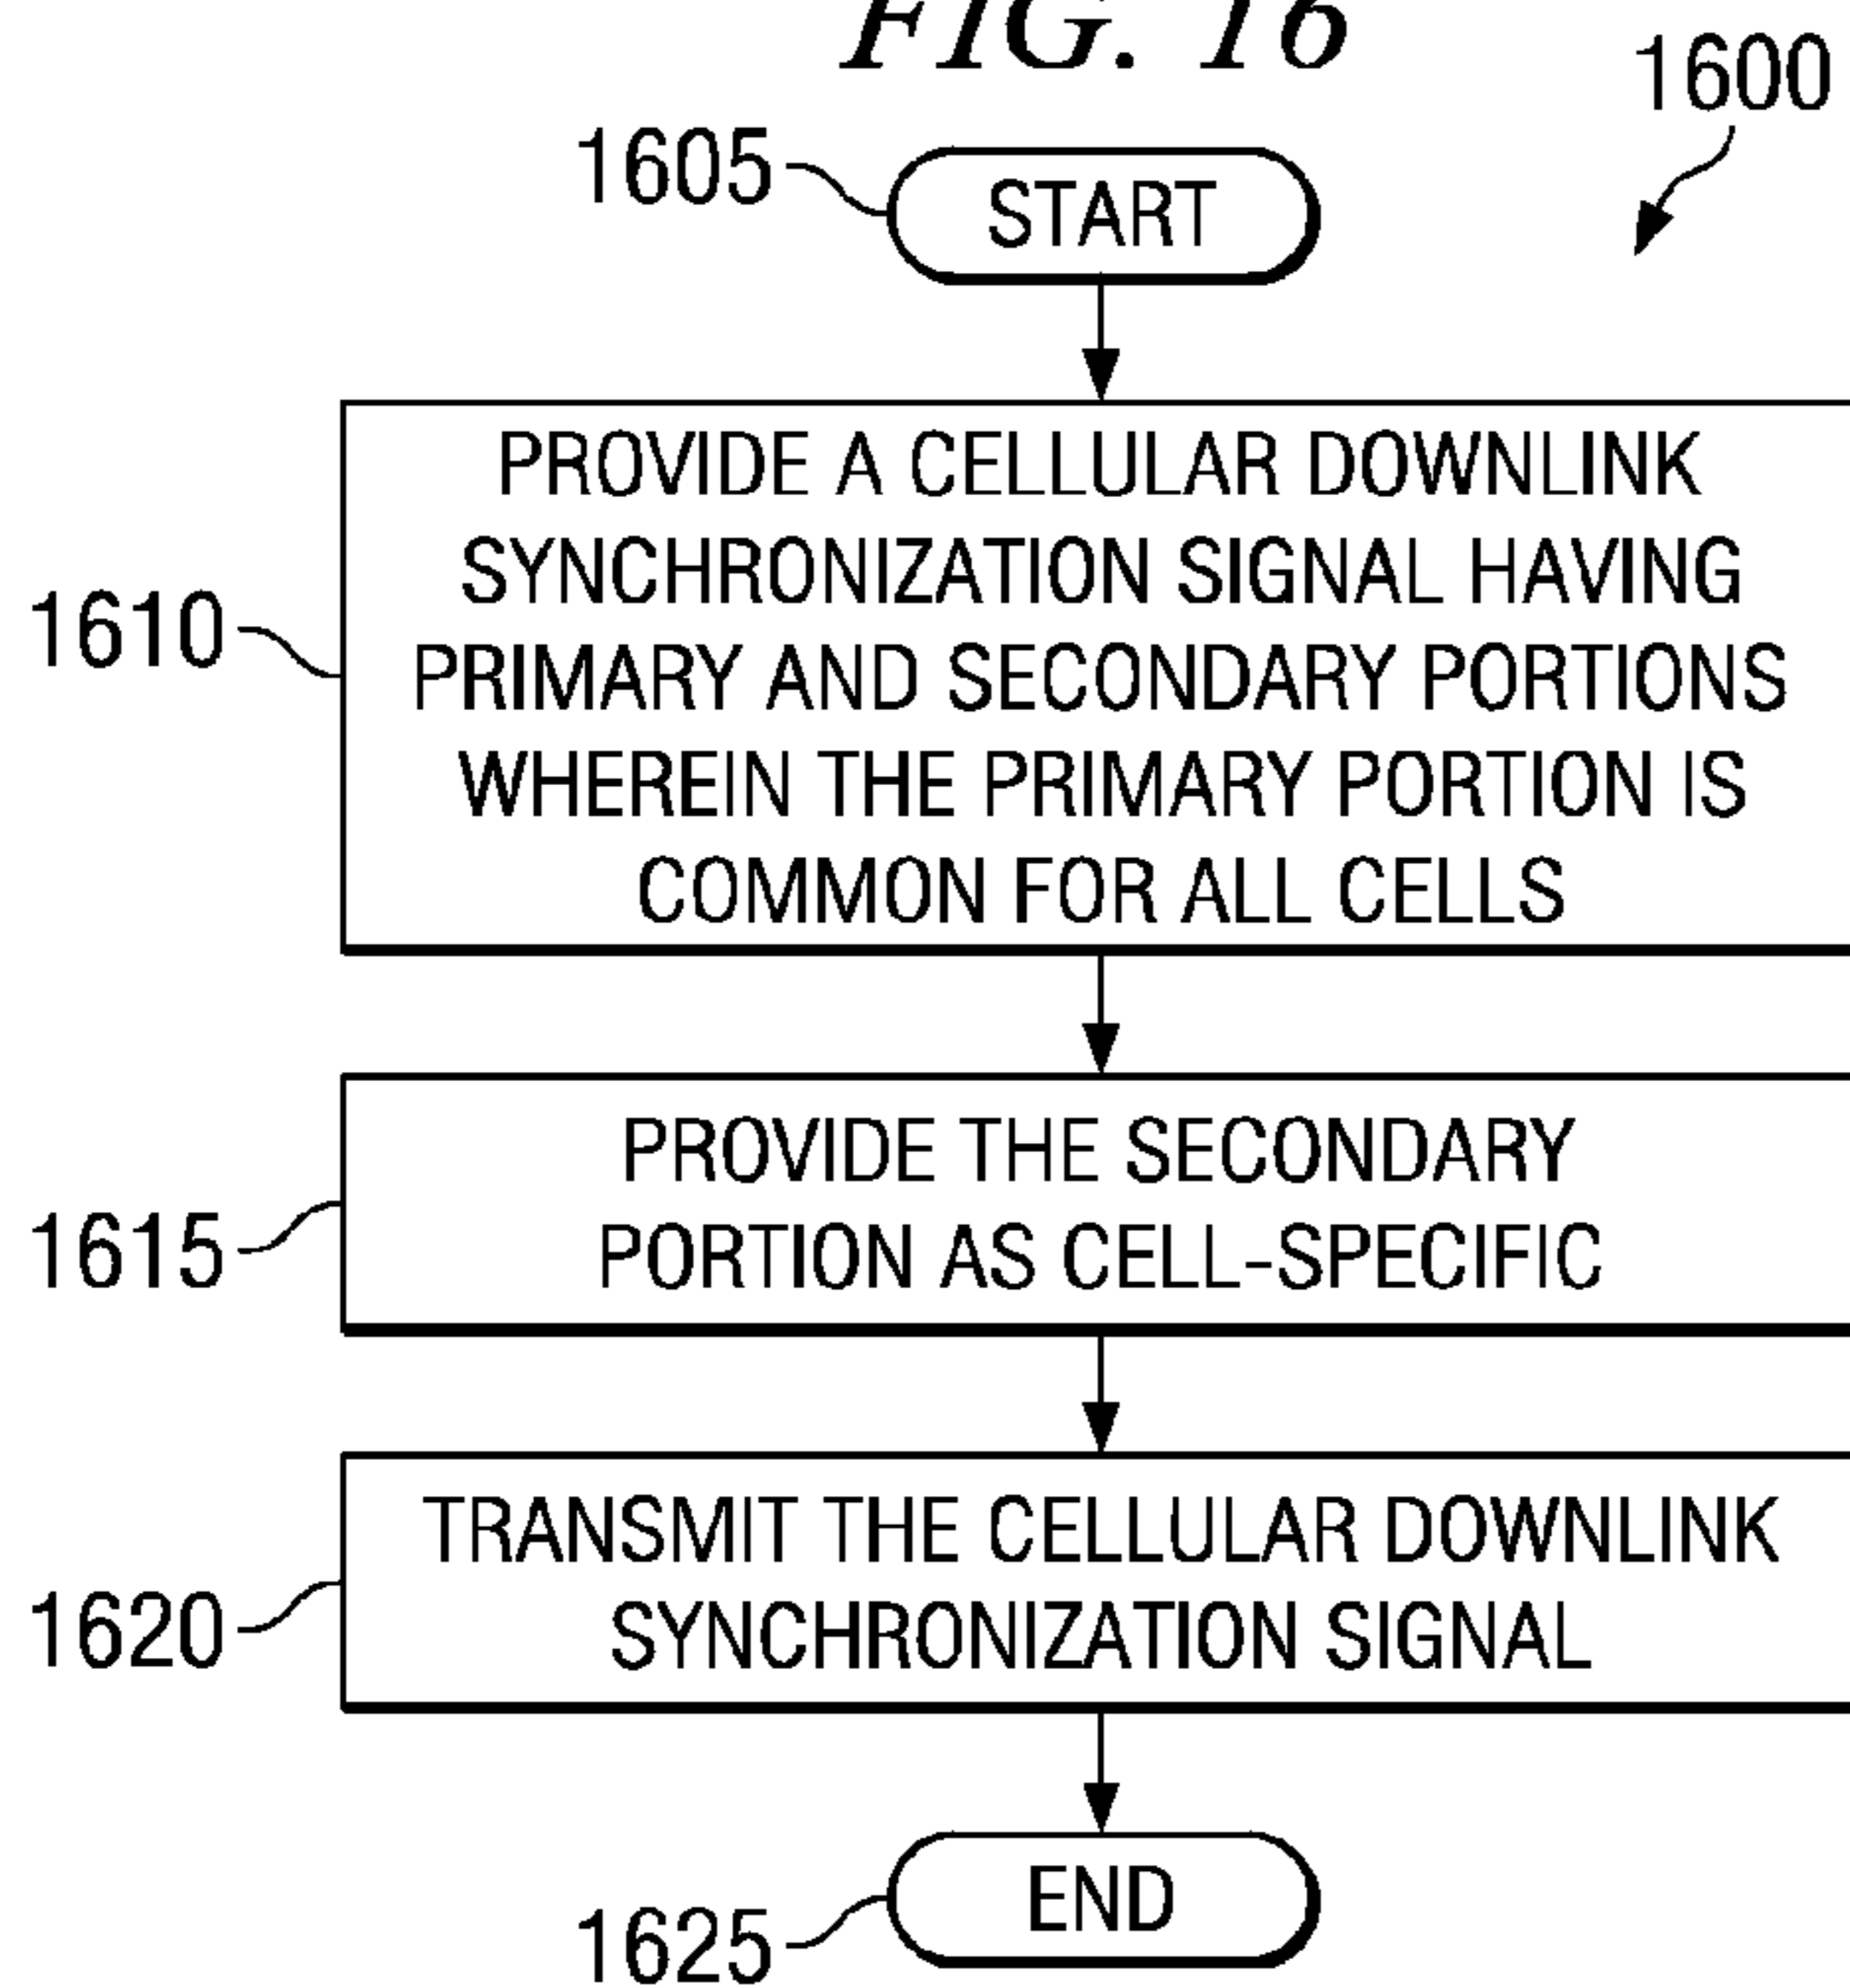 FIG. 16
1600
1605
START
1610
PROVIDE A CELLULAR DOWNLINK
SYNCHRONIZATION SIGNAL HAVING
PRIMARY AND SECONDARY PORTIONS
WHEREIN THE PRIMARY PORTION IS
COMMON FOR ALL CELLS
1615
PROVIDE THE SECONDARY
PORTION AS CELL-SPECIFIC
1620
TRANSMIT THE CELLULAR DOWNLINK
SYNCHRONIZATION SIGNAL
END
1625